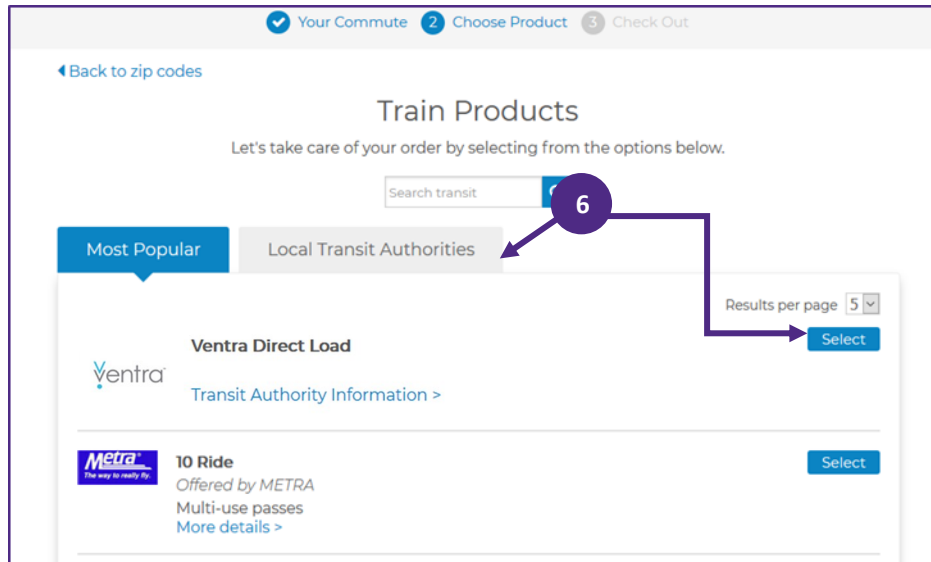 Your Commute 2 Choose Product 3 Check Out
Back to zip codes
Train Products
Let's take care of your order by selecting from the options below.
Search transit
6
Most Popular Local Transit Authorities
Results per page 5
Ventra Direct Load Select
Ventra
Transit Authority Information >
Metra
The way to really fly.
10 Ride Select
Offered by METRA
Multi-use passes
More details >